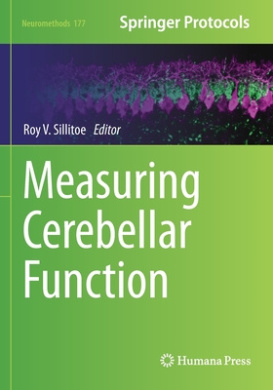 Neuromethods 177
Springer Protocols
Roy V. Sillitoe Editor
Measuring
Cerebellar
Function
Humana Press